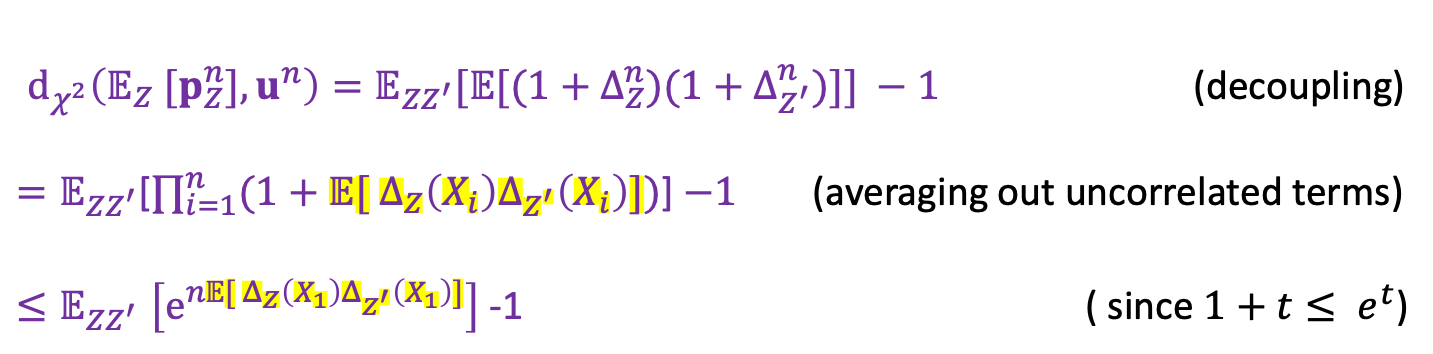 d_{χ²}(𝔼_Z [𝐩_Z^n], 𝐮^n) = 𝔼_{ZZ′}[𝔼[(1 + Δ_Z^n)(1 + Δ_{Z′}^n)]] − 1 (decoupling)
= 𝔼_{ZZ′}[∏_{i=1}^n(1 + 𝔼[ Δ_Z(X_i)Δ_{Z′}(X_i)])] −1 (averaging out uncorrelated terms)
≤ 𝔼_{ZZ′} [e^{n𝔼[ Δ_Z(X_1)Δ_{Z′}(X_1)]}] -1 ( since 1 + t ≤ e^t)